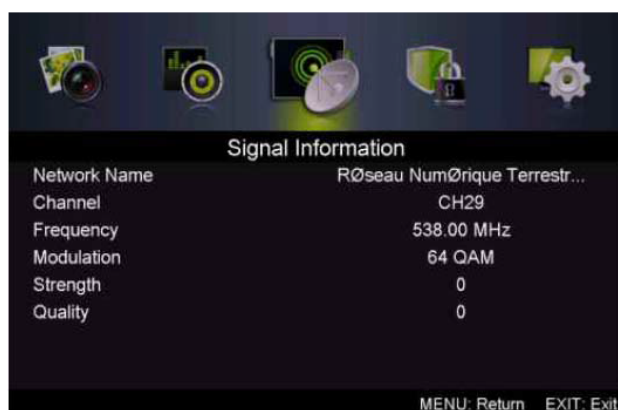 Signal Information
Network Name RØseau NumØrique Terrestr...
Channel CH29
Frequency 538.00 MHz
Modulation 64 QAM
Strength 0
Quality 0
MENU: Return EXIT: Exit